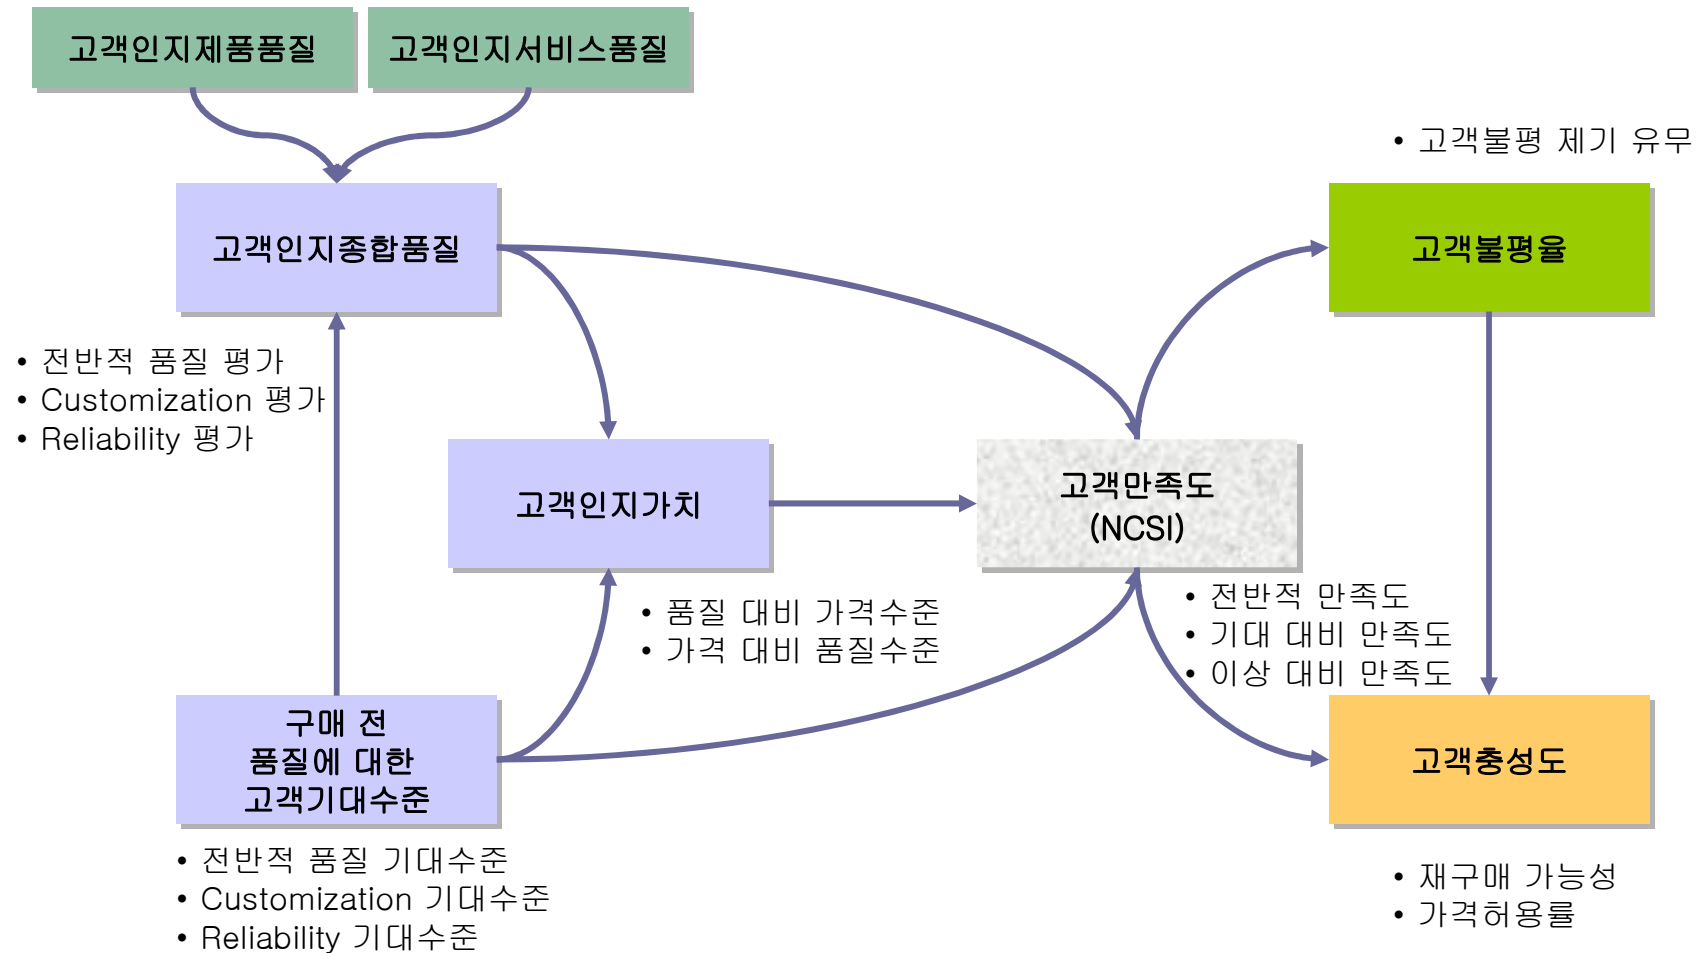 고객인지제품품질
고객인지서비스품질
• 고객불평 제기 유무
고객인지종합품질
고객불평율
• 전반적 품질 평가
• Customization 평가
• Reliability 평가
고객인지가치
고객만족도
(NCSI)
• 품질 대비 가격수준
• 가격 대비 품질수준
• 전반적 만족도
• 기대 대비 만족도
• 이상 대비 만족도
구매 전
품질에 대한
고객기대수준
고객충성도
• 전반적 품질 기대수준
• Customization 기대수준
• Reliability 기대수준
• 재구매 가능성
• 가격허용률